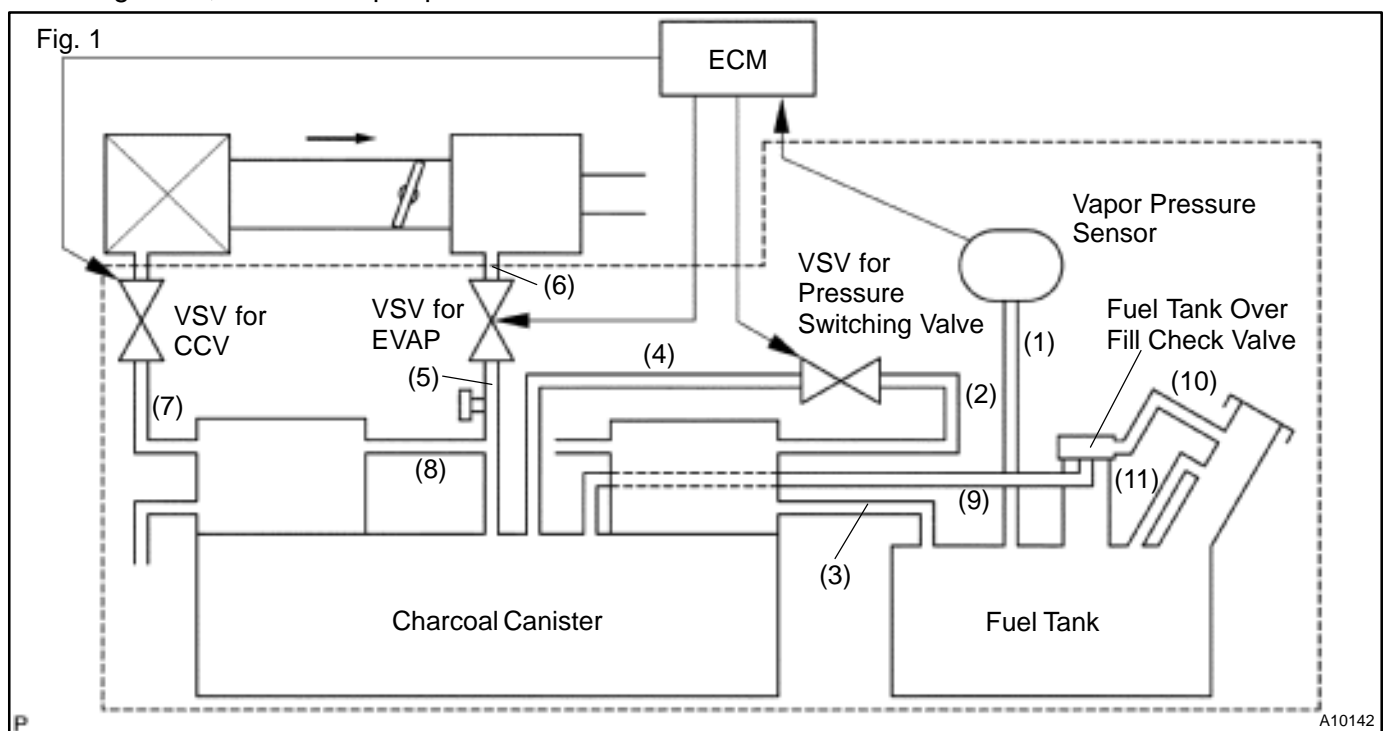 Fig. 1
ECM
Vapor Pressure
Sensor
VSV for
Pressure
Switching Valve
Fuel Tank Over
Fill Check Valve
VSV for
CCV
VSV for
EVAP
(6)
(1)
(4)
(5)
(2)
(10)
(7)
(8)
(9)
(11)
(3)
Charcoal Canister
Fuel Tank
P
A10142